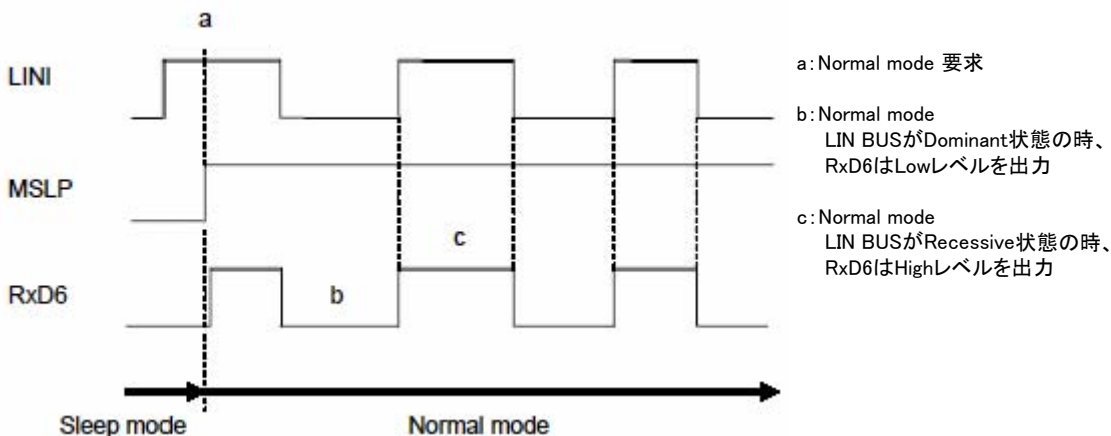 a
LINI
MSLP
RxD6
b
c
Sleep mode
Normal mode
a:Normal mode 要求
b:Normal mode
LIN BUSがDominant状態の時、
RxD6はLowレベルを出力
c:Normal mode
LIN BUSがRecessive状態の時、
RxD6はHighレベルを出力